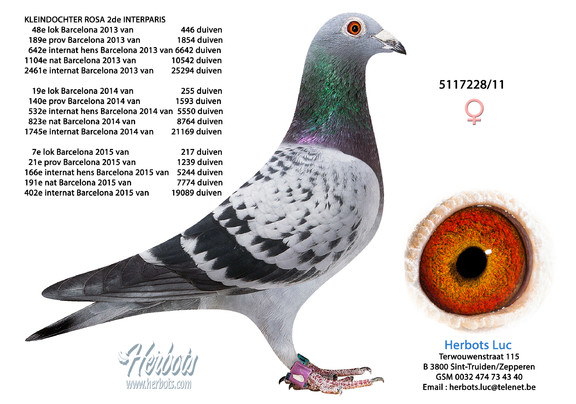 KLEINDOCHTER ROSA 2de INTERPARIS
48e lok Barcelona 2013 van 446 duiven
189e prov Barcelona 2013 van 1854 duiven
642e internat hens Barcelona 2013 van 6642 duiven
1104e nat Barcelona 2013 van 10542 duiven
2461e internat Barcelona 2013 van 25294 duiven
19e lok Barcelona 2014 van 255 duiven
140e prov Barcelona 2014 van 1593 duiven
532e internat hens Barcelona 2014 van 5550 duiven
823e nat Barcelona 2014 van 8764 duiven
1745e internat Barcelona 2014 van 21169 duiven
7e lok Barcelona 2015 van 217 duiven
21e prov Barcelona 2015 van 1239 duiven
166e internat hens Barcelona 2015 van 5244 duiven
191e nat Barcelona 2015 van 7774 duiven
402e internat Barcelona 2015 van 19089 duiven
5117228/11
♀
Herbots Luc
Terwouwenstraat 115
B 3800 Sint-Truiden/Zepperen
GSM 0032 474 73 43 40
Email : herbots.luc@telenet.be
Herbots
www.herbots.com